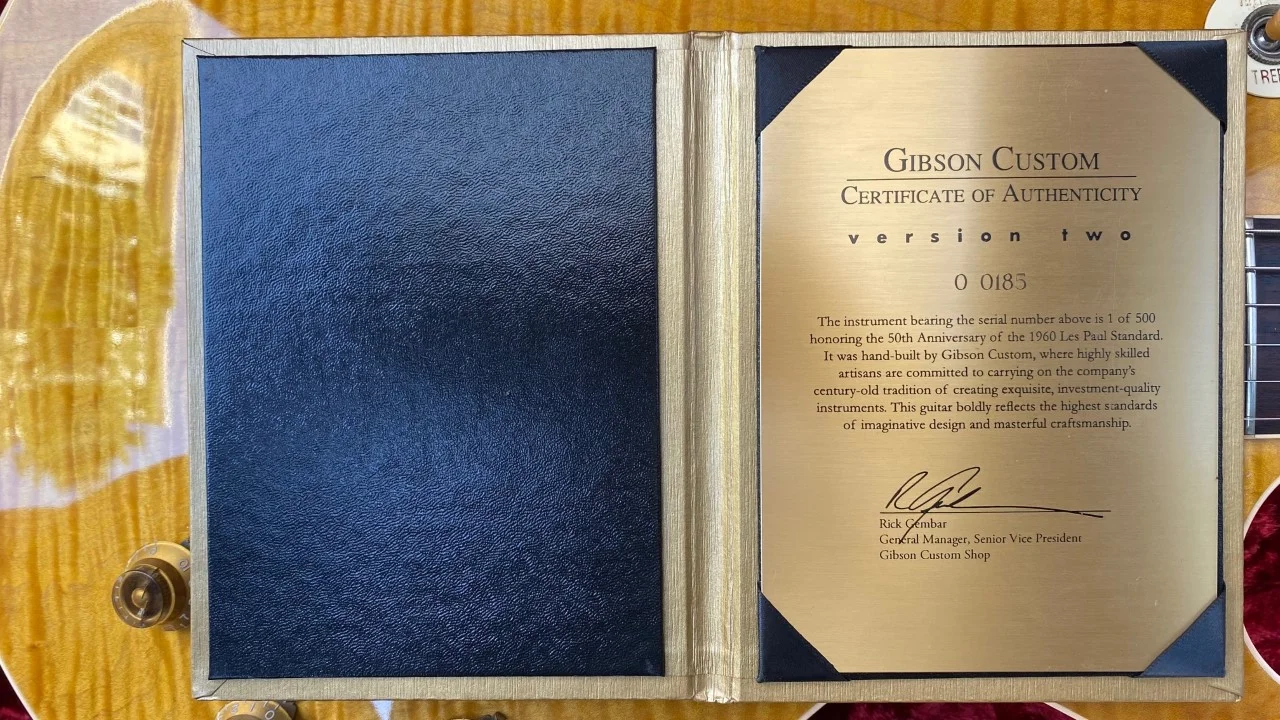 TREB
GIBSON CUSTOM
CERTIFICATE OF AUTHENTICITY
version two
0 0185
The instrument bearing the serial number above is 1 of 500
honoring the 50th Anniversary of the 1960 Les Paul Standard.
It was hand-built by Gibson Custom, where highly skilled
artisans are committed to carrying on the company's
century-old tradition of creating exquisite, investment-quality
instruments. This guitar boldly reflects the highest standards
of imaginative design and masterful craftsmanship.
Rick Gembar
General Manager, Senior Vice President
Gibson Custom Shop